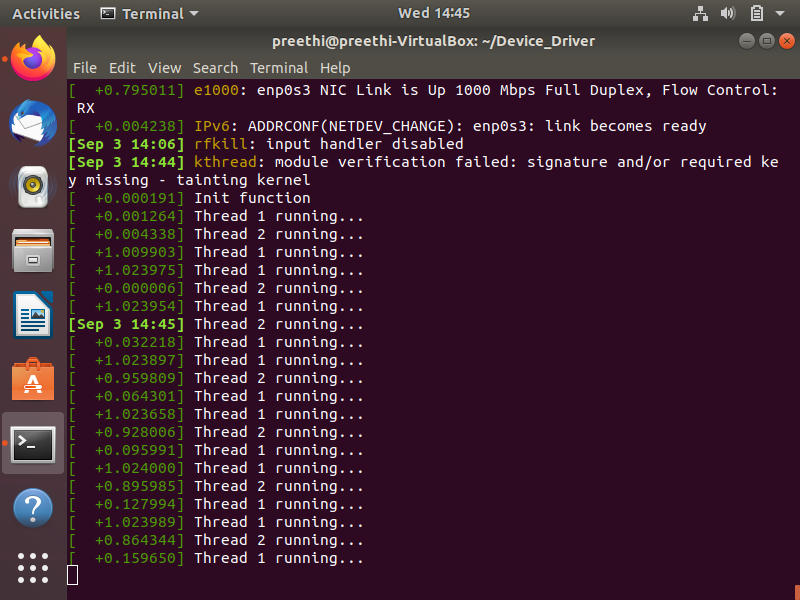 Activities Terminal Wed 14:45
preethi@preethi-VirtualBox: ~/Device_Driver
File Edit View Search Terminal Help
[  +0.795011] e1000: enp0s3 NIC Link is Up 1000 Mbps Full Duplex, Flow Control:
 RX
[  +0.004238] IPv6: ADDRCONF(NETDEV_CHANGE): enp0s3: link becomes ready
[Sep 3 14:06] rfkill: input handler disabled
[Sep 3 14:44] kthread: module verification failed: signature and/or required ke
y missing - tainting kernel
[  +0.000191] Init function
[  +0.001264] Thread 1 running...
[  +0.004338] Thread 2 running...
[  +1.009903] Thread 1 running...
[  +1.023975] Thread 1 running...
[  +0.000006] Thread 2 running...
[  +1.023954] Thread 1 running...
[Sep 3 14:45] Thread 2 running...
[  +0.032218] Thread 1 running...
[  +1.023897] Thread 1 running...
[  +0.959809] Thread 2 running...
[  +0.064301] Thread 1 running...
[  +1.023658] Thread 1 running...
[  +0.928006] Thread 2 running...
[  +0.095991] Thread 1 running...
[  +1.024000] Thread 1 running...
[  +0.895985] Thread 2 running...
[  +0.127994] Thread 1 running...
[  +1.023989] Thread 1 running...
[  +0.864344] Thread 2 running...
[  +0.159650] Thread 1 running...